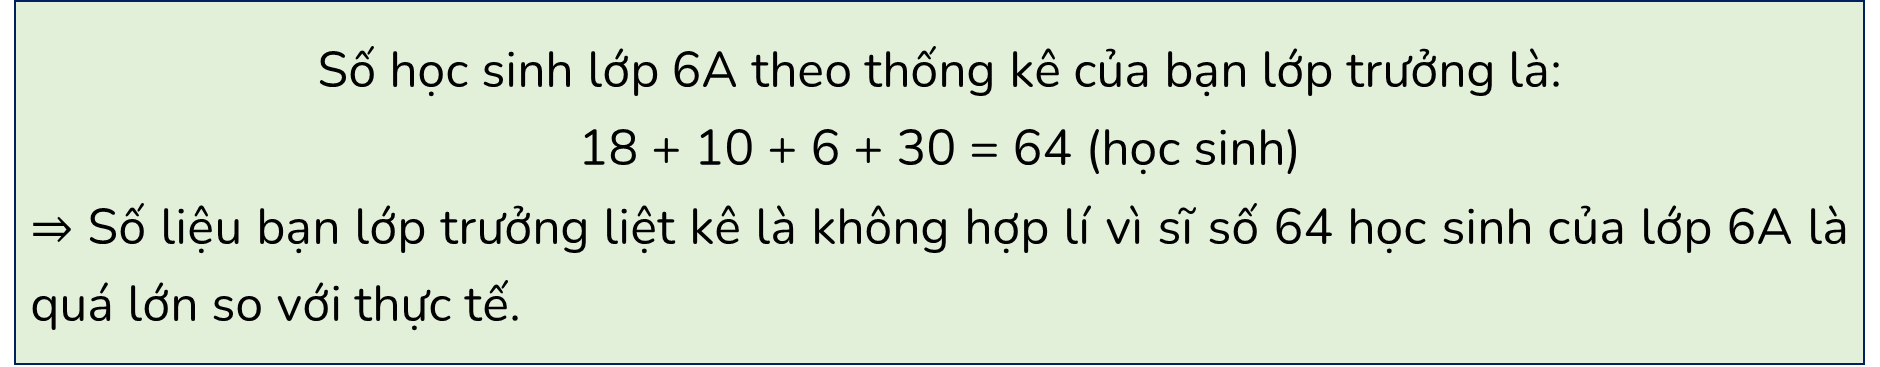 Số học sinh lớp 6A theo thống kê của bạn lớp trưởng là:
18 + 10 + 6 + 30 = 64 (học sinh)
⇒ Số liệu bạn lớp trưởng liệt kê là không hợp lí vì sĩ số 64 học sinh của lớp 6A là
quá lớn so với thực tế.